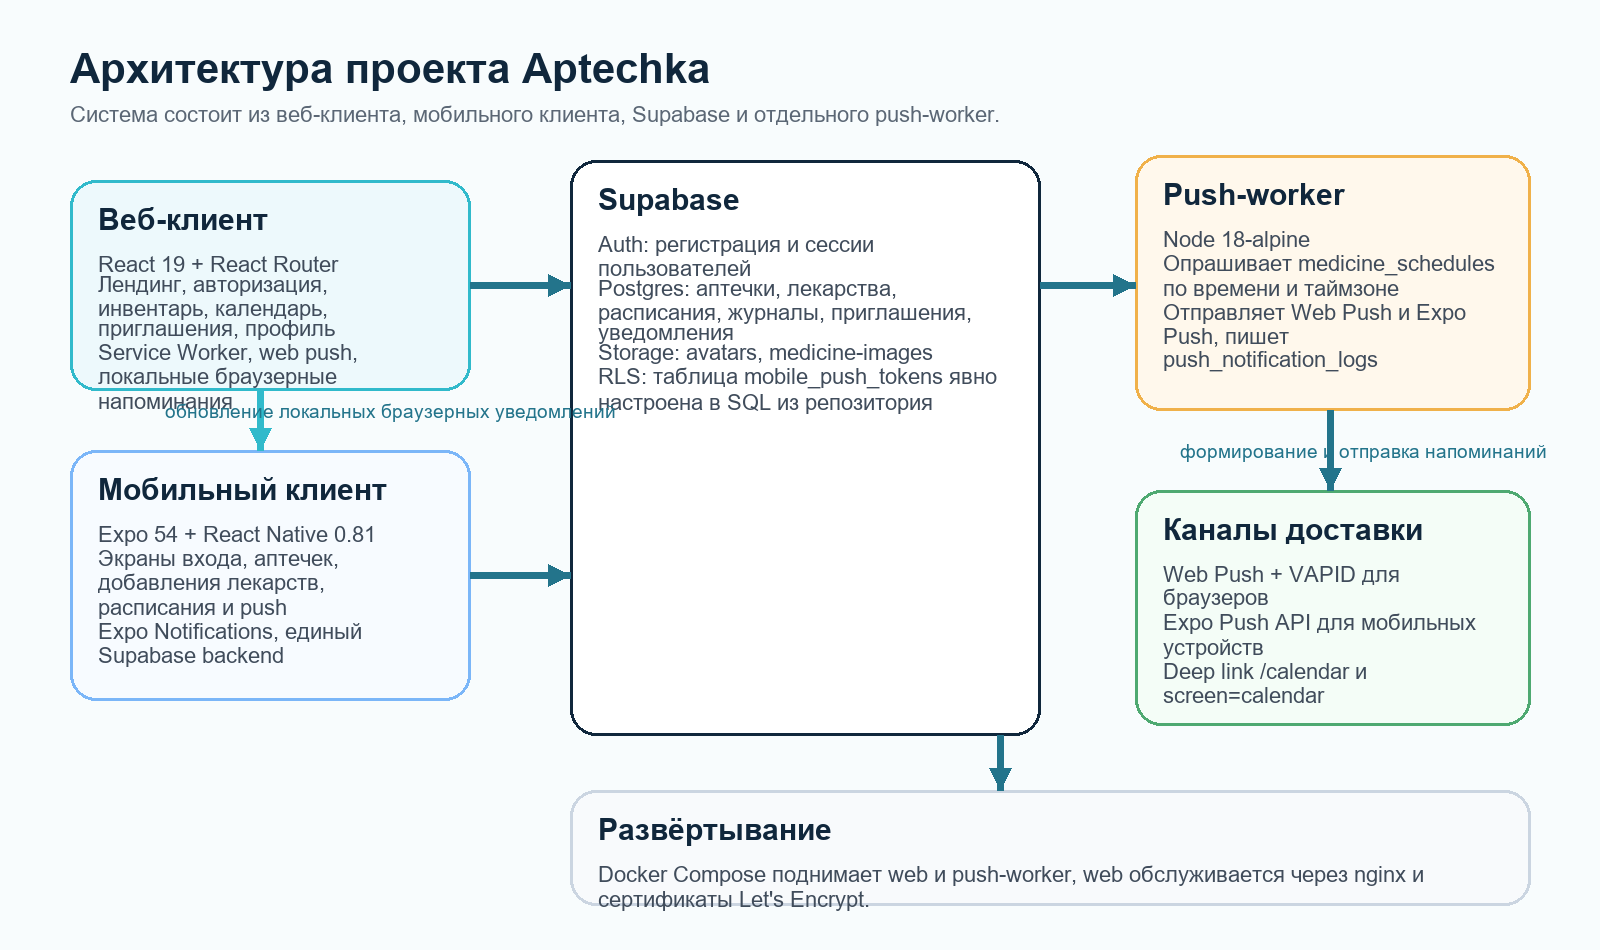 Архитектура проекта Aptechka
Система состоит из веб-клиента, мобильного клиента, Supabase и отдельного push-worker.
Веб-клиент
React 19 + React Router
Лендинг, авторизация,
инвентарь, календарь,
приглашения, профиль
Service Worker, web push,
локальные браузерные
напоминания
обновление локальных браузерных уведомлений
Мобильный клиент
Expo 54 + React Native 0.81
Экраны входа, аптечек,
добавления лекарств,
расписания и push
Expo Notifications, единый
Supabase backend
Supabase
Auth: регистрация и сессии
пользователей
Postgres: аптечки, лекарства,
расписания, журналы, приглашения,
уведомления
Storage: avatars, medicine-images
RLS: таблица mobile_push_tokens явно
настроена в SQL из репозитория
Push-worker
Node 18-alpine
Опрашивает medicine_schedules
по времени и таймзоне
Отправляет Web Push и Expo
Push, пишет
push_notification_logs
формирование и отправка напоминаний
Каналы доставки
Web Push + VAPID для
браузеров
Expo Push API для мобильных
устройств
Deep link /calendar и
screen=calendar
Развёртывание
Docker Compose поднимает web и push-worker, web обслуживается через nginx и
сертификаты Let's Encrypt.